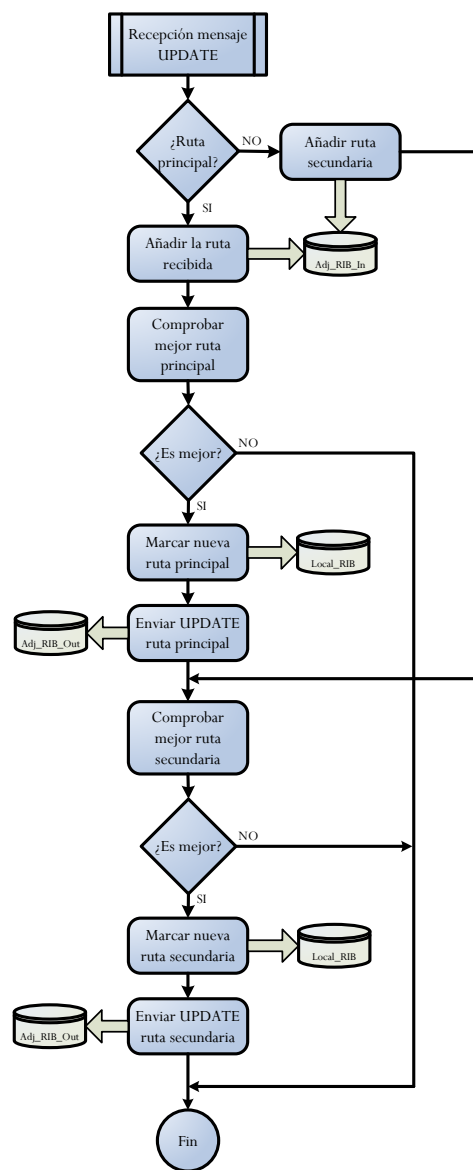 Recepción mensaje
UPDATE
¿Ruta
principal?
NO
Añadir ruta
secundaria
SI
Añadir la ruta
recibida
Adj_RIB_In
Comprobar
mejor ruta
principal
¿Es mejor?
NO
SI
Marcar nueva
ruta principal
Local_RIB
Enviar UPDATE
ruta principal
Adj_RIB_Out
Comprobar
mejor ruta
secundaria
¿Es mejor?
NO
SI
Marcar nueva
ruta secundaria
Local_RIB
Enviar UPDATE
ruta secundaria
Adj_RIB_Out
Fin